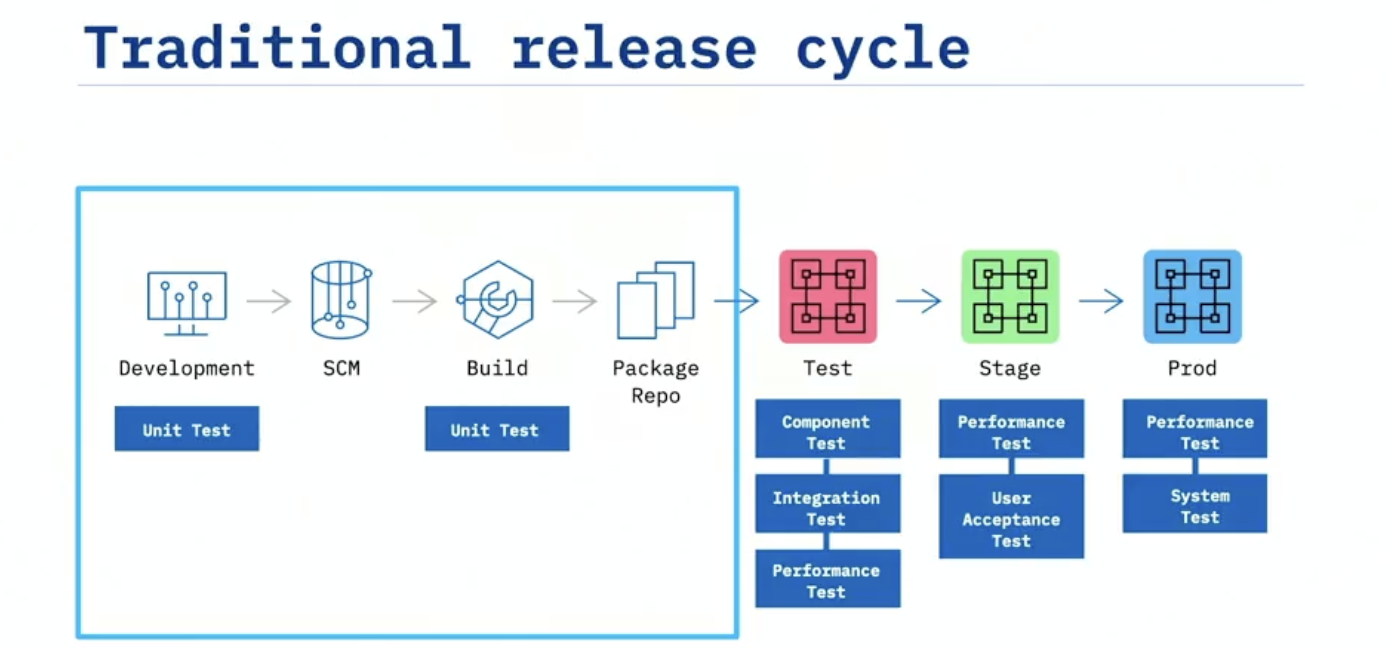 Traditional release cycle
Development
SCM
Build
Package
Repo
Test
Stage
Prod
Unit Test
Unit Test
Component
Test
Integration
Test
Performance
Test
Performance
Test
User
Acceptance
Test
Performance
Test
System
Test